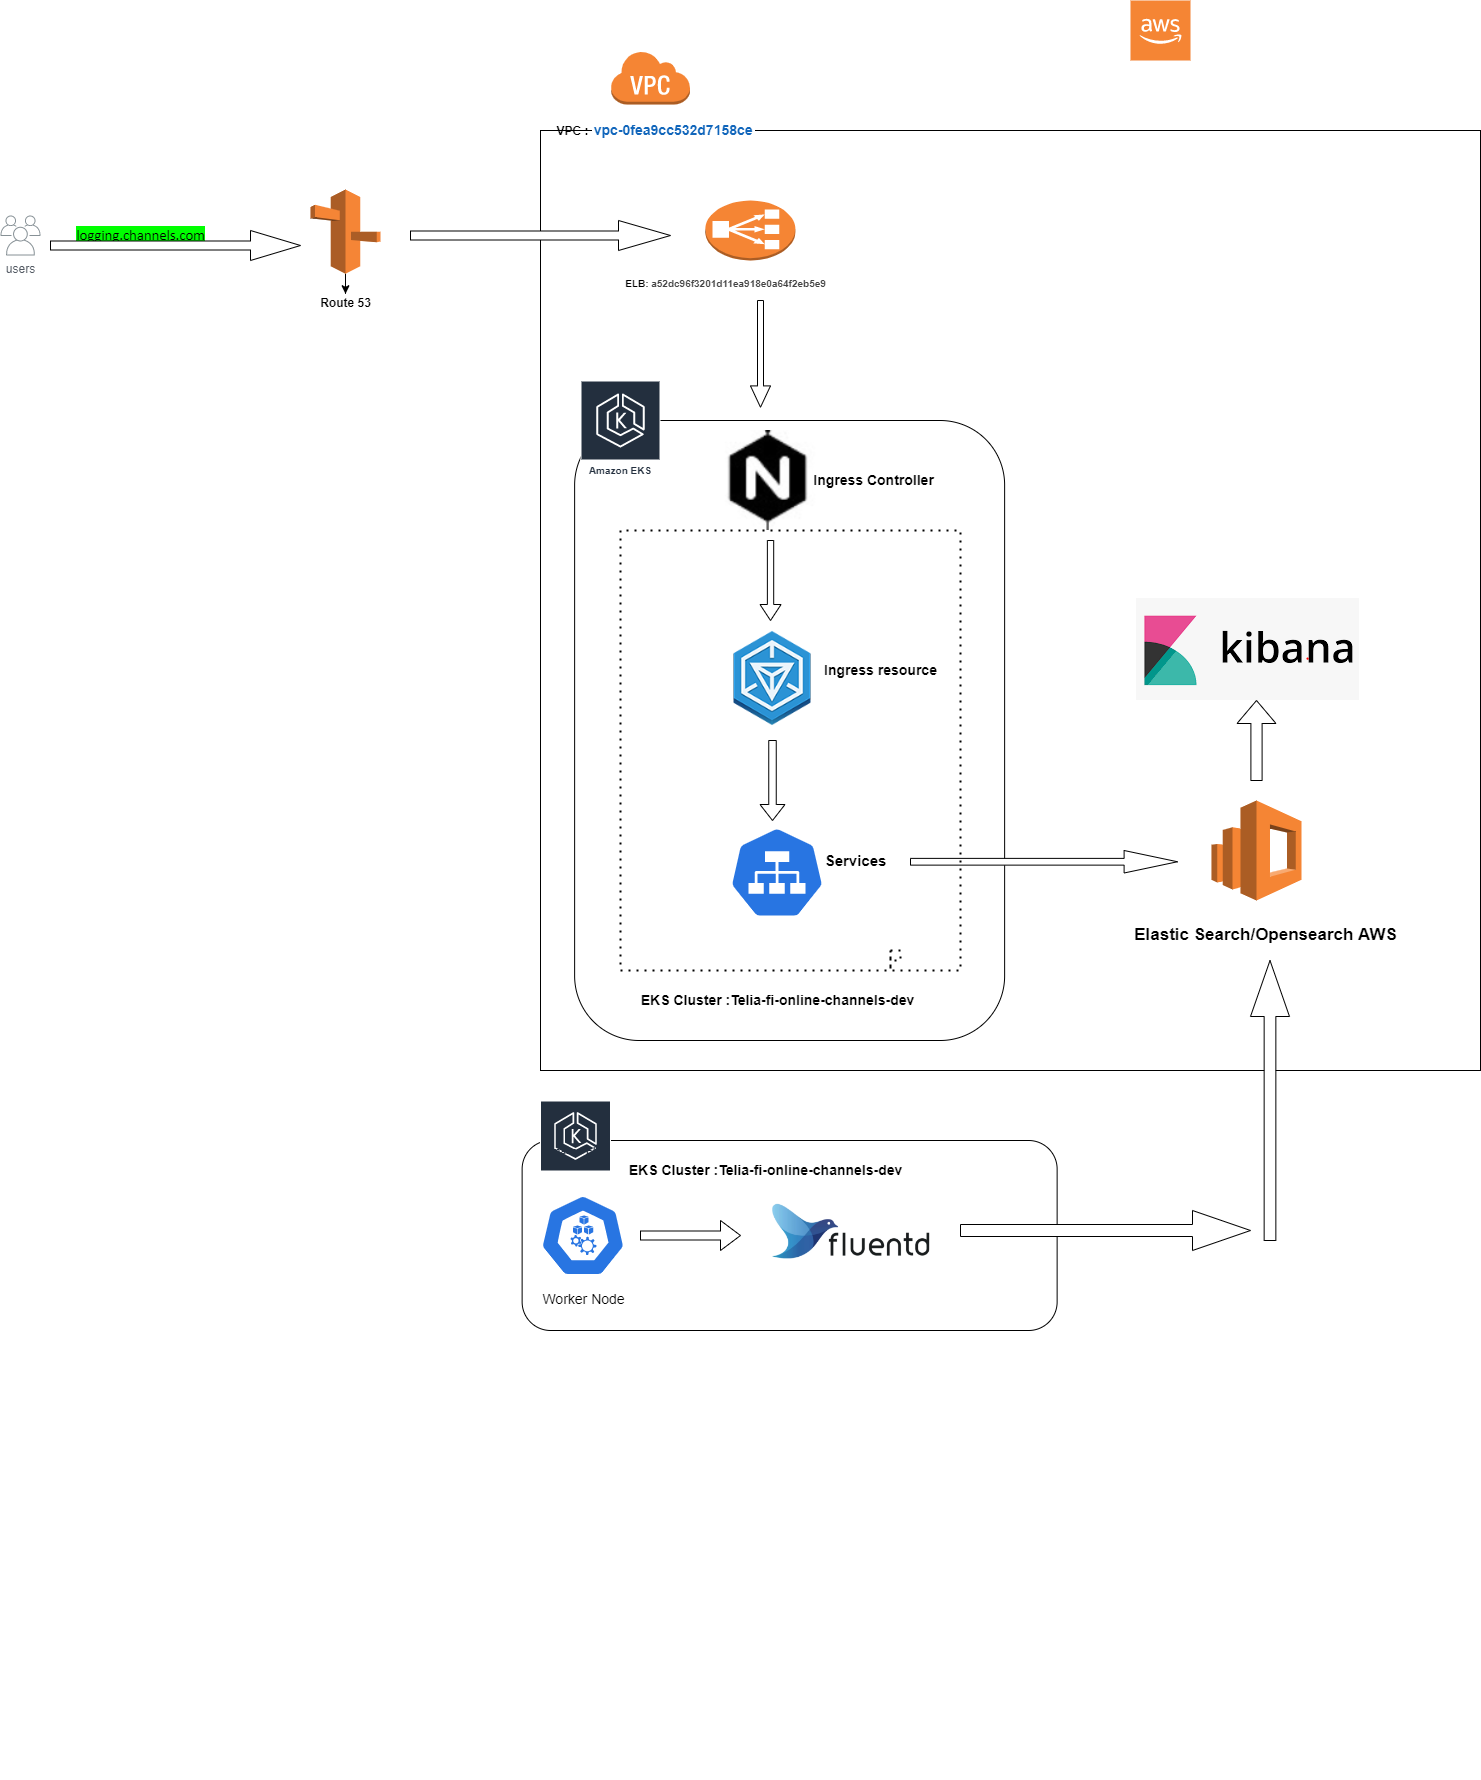 aws
VPC
VPC : vpc-0fea9cc532d7158ce
logging.channels.com
users
Route 53
ELB: a52dc96f3201d11ea918e0a64f2eb5e9
K
Amazon EKS
N
Ingress Controller
Ingress resource
kibana
Services
Elastic Search/Opensearch AWS
EKS Cluster :Telia-fi-online-channels-dev
K
EKS Cluster :Telia-fi-online-channels-dev
fluentd
Worker Node